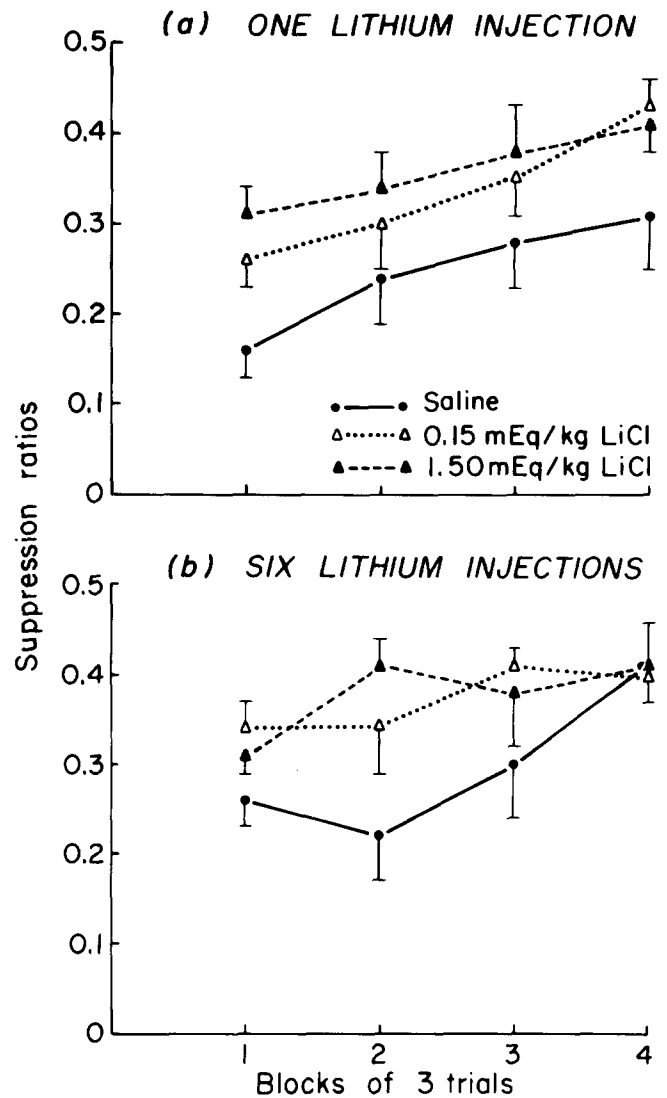 (a) ONE LITHIUM INJECTION
0.5
0.4
0.3
0.2
0.1
0
Saline
0.15 mEq/kg LiCl
1.50mEq/kg LiCl
Suppression ratios
(b) SIX LITHIUM INJECTIONS
0.5
0.4
0.3
0.2
0.1
0
1 2 3 4
Blocks of 3 trials